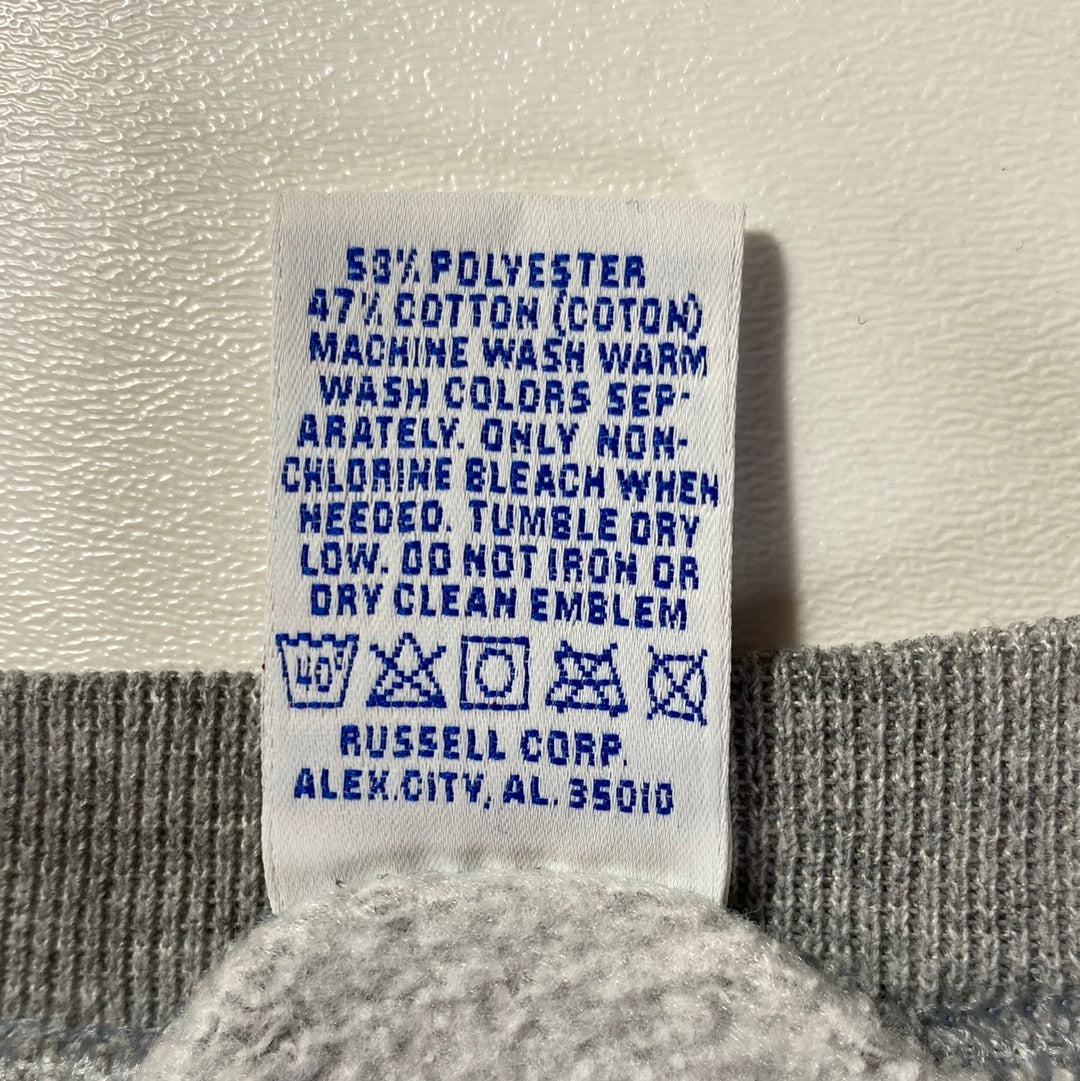 53% POLYESTER
47% COTTON (COTON)
MACHINE WASH WARM
WASH COLORS SEP-
ARATELY. ONLY NON-
CHLORINE BLEACH WHEN
NEEDED. TUMBLE DRY
LOW. DO NOT IRON OR
DRY CLEAN EMBLEM
40°
RUSSELL CORP.
ALEX.CITY, AL. 35010